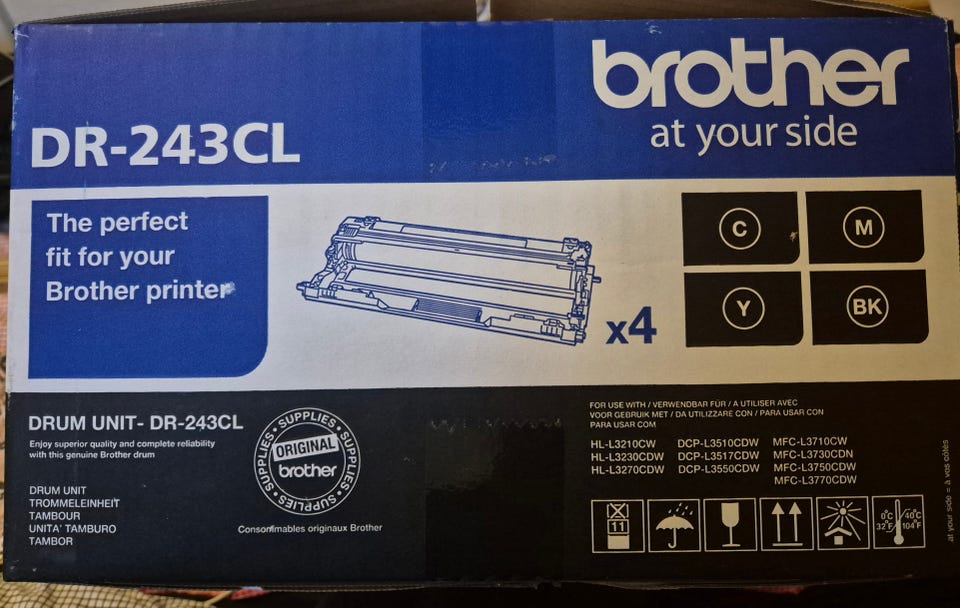 brother
at your side
DR-243CL
The perfect
fit for your
Brother printer
x4
C
M
Y
BK
DRUM UNIT- DR-243CL
Enjoy superior quality and complete reliability
with this genuine Brother drum
DRUM UNIT
TROMMELEINHEIT
TAMBOUR
UNITA' TAMBURO
TAMBOR
SUPPLIES • SUPPLIES • SUPPLIES • SUPPLIES •
ORIGINAL
brother
Consommables originaux Brother
FOR USE WITH / VERWENDBAR FÜR / A UTILISER AVEC
VOOR GEBRUIK MET / DA UTILIZZARE CON / PARA USAR CON
PARA USAR COM
HL-L3210CW DCP-L3510CDW MFC-L3710CW
HL-L3230CDW DCP-L3517CDW MFC-L3730CDN
HL-L3270CDW DCP-L3550CDW MFC-L3750CDW
MFC-L3770CDW
11
0°C 40°C
32°F 104°F
at your side = à vos côtés